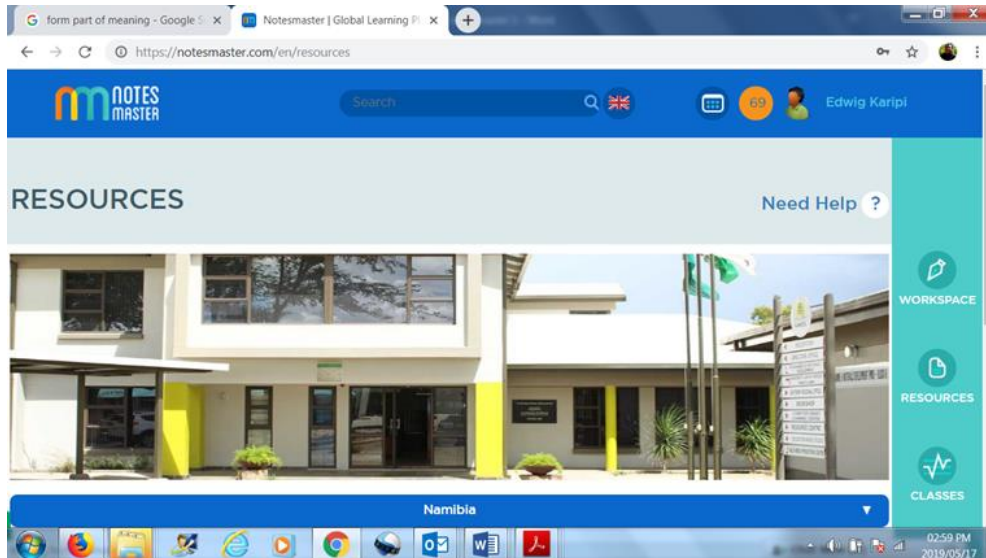 form part of meaning - Google S
Notesmaster | Global Learning Pl
https://notesmaster.com/en/resources
NOTES
MASTER
Search
69
Edwig Karipi
RESOURCES
Need Help ?
WORKSPACE
RESOURCES
CLASSES
Namibia
02:59 PM
2019/05/17